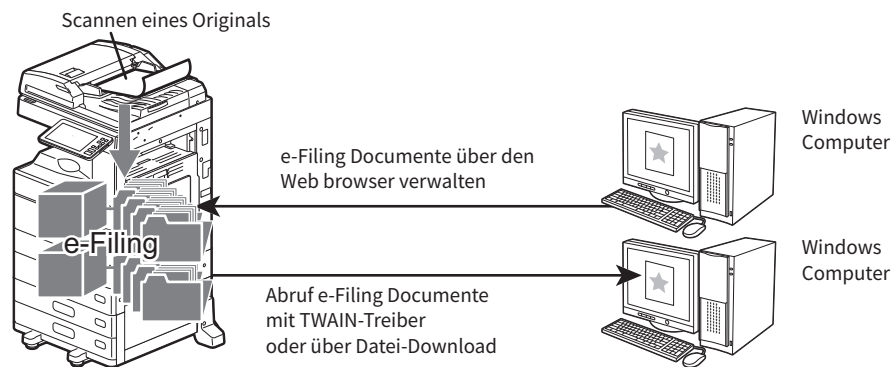 Scannen eines Originals
Windows
Computer
e-Filing Documente über den
Web browser verwalten
e-Filing
Windows
Computer
Abruf e-Filing Documente
mit TWAIN-Treiber
oder über Datei-Download